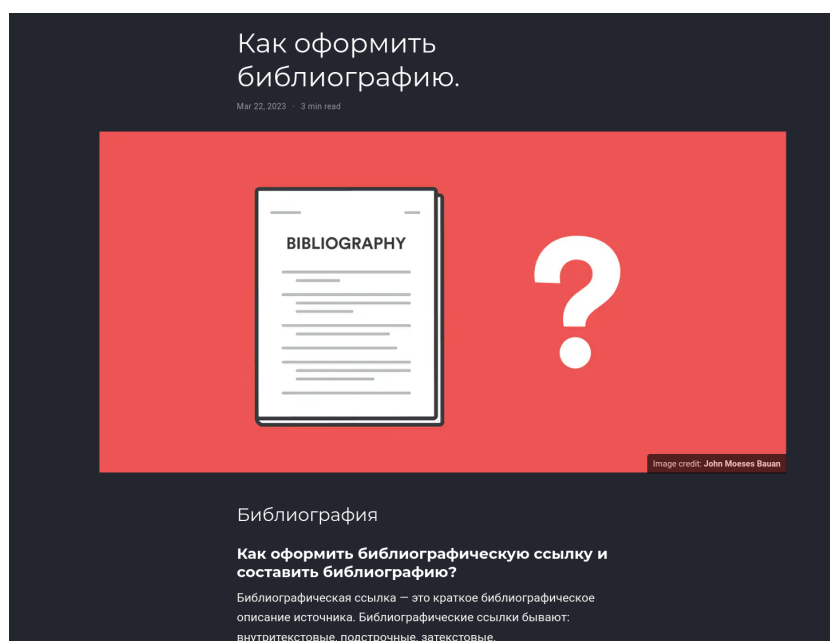 Как оформить
библиографию.
Mar 22, 2023 · 3 min read
BIBLIOGRAPHY
Image credit: John Moeses Bauan
Библиография
Как оформить библиографическую ссылку и
составить библиографию?
Библиографическая ссылка — это краткое библиографическое
описание источника. Библиографические ссылки бывают:
внутритекстовые, подстрочные, затекстовые.